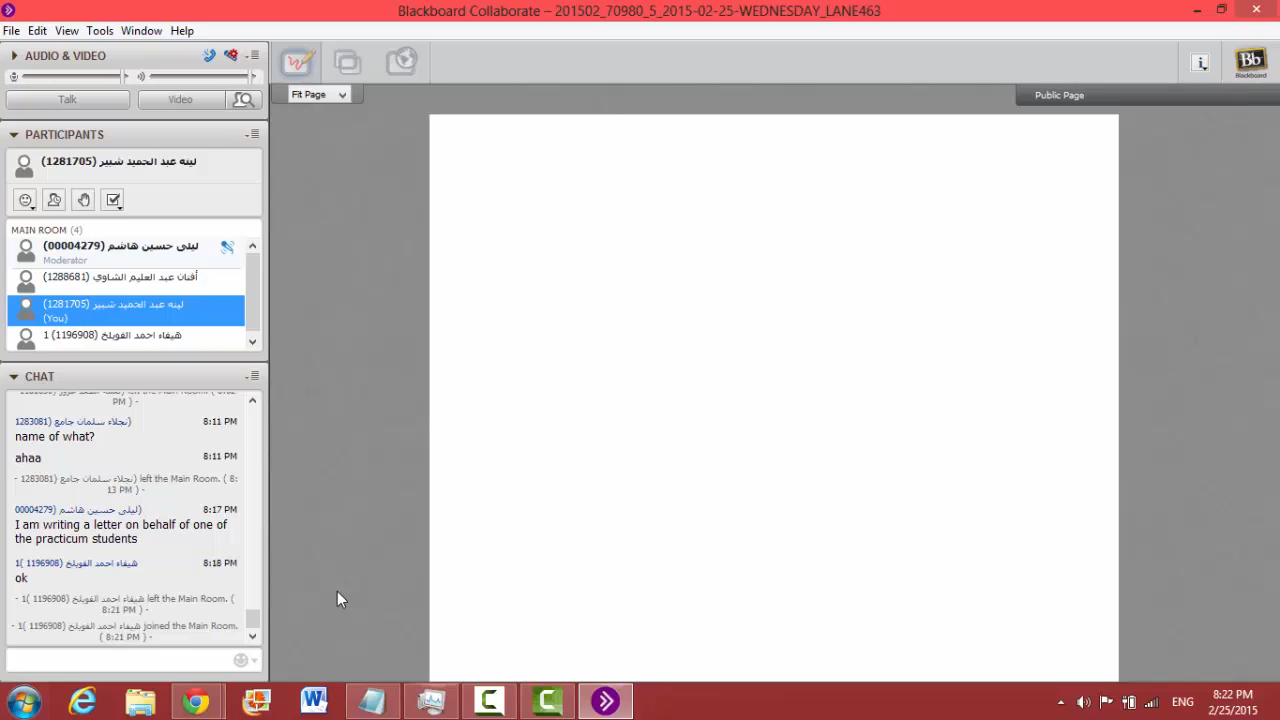 Blackboard Collaborate – 201502_70980_5_2015-02-25-WEDNESDAY_LANE463
File Edit View Tools Window Help
AUDIO & VIDEO
Talk Video
Fit Page
Public Page
Bb
Blackboard
PARTICIPANTS
لينه عبد الحميد شبير (1281705)
MAIN ROOM (4)
ليلى حسين هاشم (00004279)
Moderator
أفنان عبد العليم الشاوي (1288681)
لينه عبد الحميد شبير (1281705)
(You)
هيفاء احمد الفويلح (1196908) 1
CHAT
left the Main Room. (
PM ) -
1283081) نجلاء سلمان جامع) 8:11 PM
name of what?
ahaa 8:11 PM
- 1283081) نجلاء سلمان جامع) left the Main Room. ( 8:
13 PM ) -
00004279) ليلى حسين هاشم) 8:17 PM
I am writing a letter on behalf of one of
the practicum students
1( 1196908) هيفاء احمد الفويلح 8:18 PM
ok
- 1( 1196908) هيفاء احمد الفويلح left the Main Room. (
8:21 PM ) -
- 1( 1196908) هيفاء احمد الفويلح joined the Main Room.
( 8:21 PM ) -
ENG
8:22 PM
2/25/2015